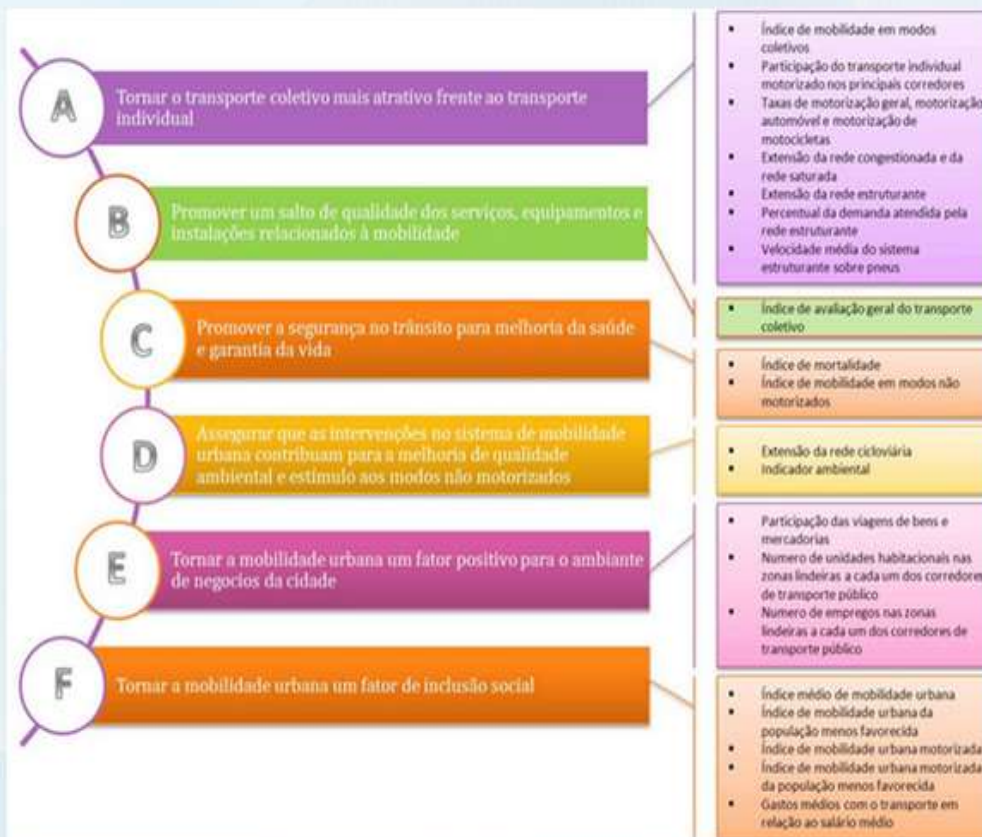 A
Tornar o transporte coletivo mais atrativo frente ao transporte
individual
▪ Índice de mobilidade em modos
coletivos
▪ Participação do transporte individual
motorizado nos principais corredores
▪ Taxas de motorização geral, motorização
automóvel e motorização de
motocicletas
▪ Extensão da rede congestionada e da
rede saturada
▪ Extensão da rede estruturante
▪ Percentual da demanda atendida pela
rede estruturante
▪ Velocidade média do sistema
estruturante sobre pneus
B
Promover um salto de qualidade dos serviços, equipamentos e
instalações relacionados à mobilidade
▪ Índice de avaliação geral do transporte
coletivo
C
Promover a segurança no trânsito para melhoria da saúde
e garantia da vida
▪ Índice de mortalidade
▪ Índice de mobilidade em modos não
motorizados
D
Assegurar que as intervenções no sistema de mobilidade
urbana contribuam para a melhoria de qualidade
ambiental e estímulo aos modos não motorizados
▪ Extensão da rede cicloviária
▪ Indicador ambiental
E
Tornar a mobilidade urbana um fator positivo para o ambiante
de negocios da cidade
▪ Participação das viagens de bens e
mercadorias
▪ Numero de unidades habitacionais nas
zonas lindeiras a cada um dos corredores
de transporte público
▪ Numero de empregos nas zonas
lindeiras a cada um dos corredores de
transporte público
F
Tornar a mobilidade urbana um fator de inclusão social
▪ Índice médio de mobilidade urbana
▪ Índice de mobilidade urbana da
população menos favorecida
▪ Índice de mobilidade urbana motorizada
▪ Índice de mobilidade urbana motorizada
da população menos favorecida
▪ Gastos médios com o transporte em
relação ao salário médio